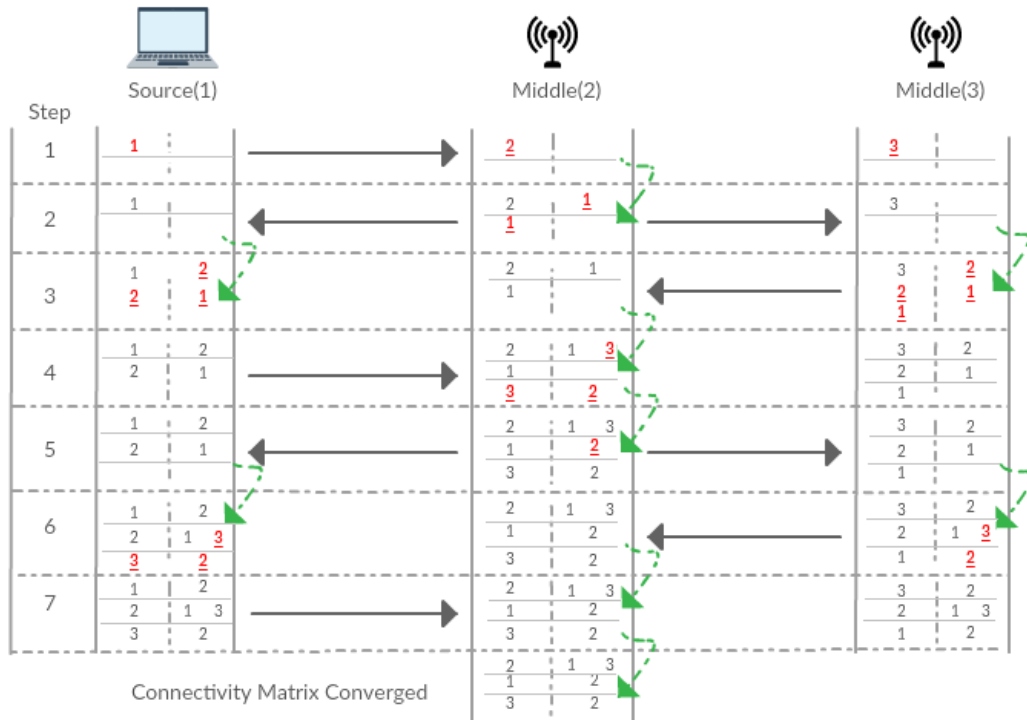 Source(1) Middle(2) Middle(3)
Step
1 1 2 3
2 1 2 1 3
1
3 1 2 2 1 3 2
2 1 1 2 1
1
4 1 2 2 1 3 3 2
2 1 1 2 1
3 2 1
5 1 2 2 1 3 3 2
2 1 1 2 2 1
3 2 1
6 1 2 2 1 3 3 2
2 1 3 1 2 2 1 3
3 2 3 2 1 2
7 1 2 2 1 3 3 2
2 1 3 1 2 2 1 3
3 2 3 2 1 2
2 1 3
Connectivity Matrix Converged 1 2
3 2